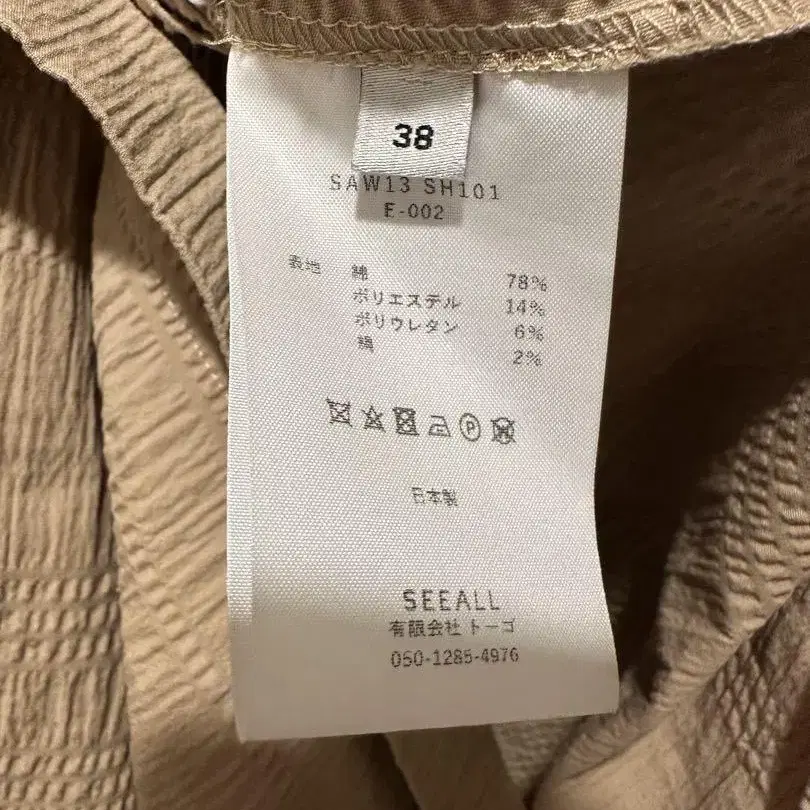 38
SAW13 SH101
E-002
表地 綿 78%
ポリエステル 14%
ポリウレタン 6%
絹 2%
P W
日本製
SEEALL
有限会社 トーゴ
050-1285-4976